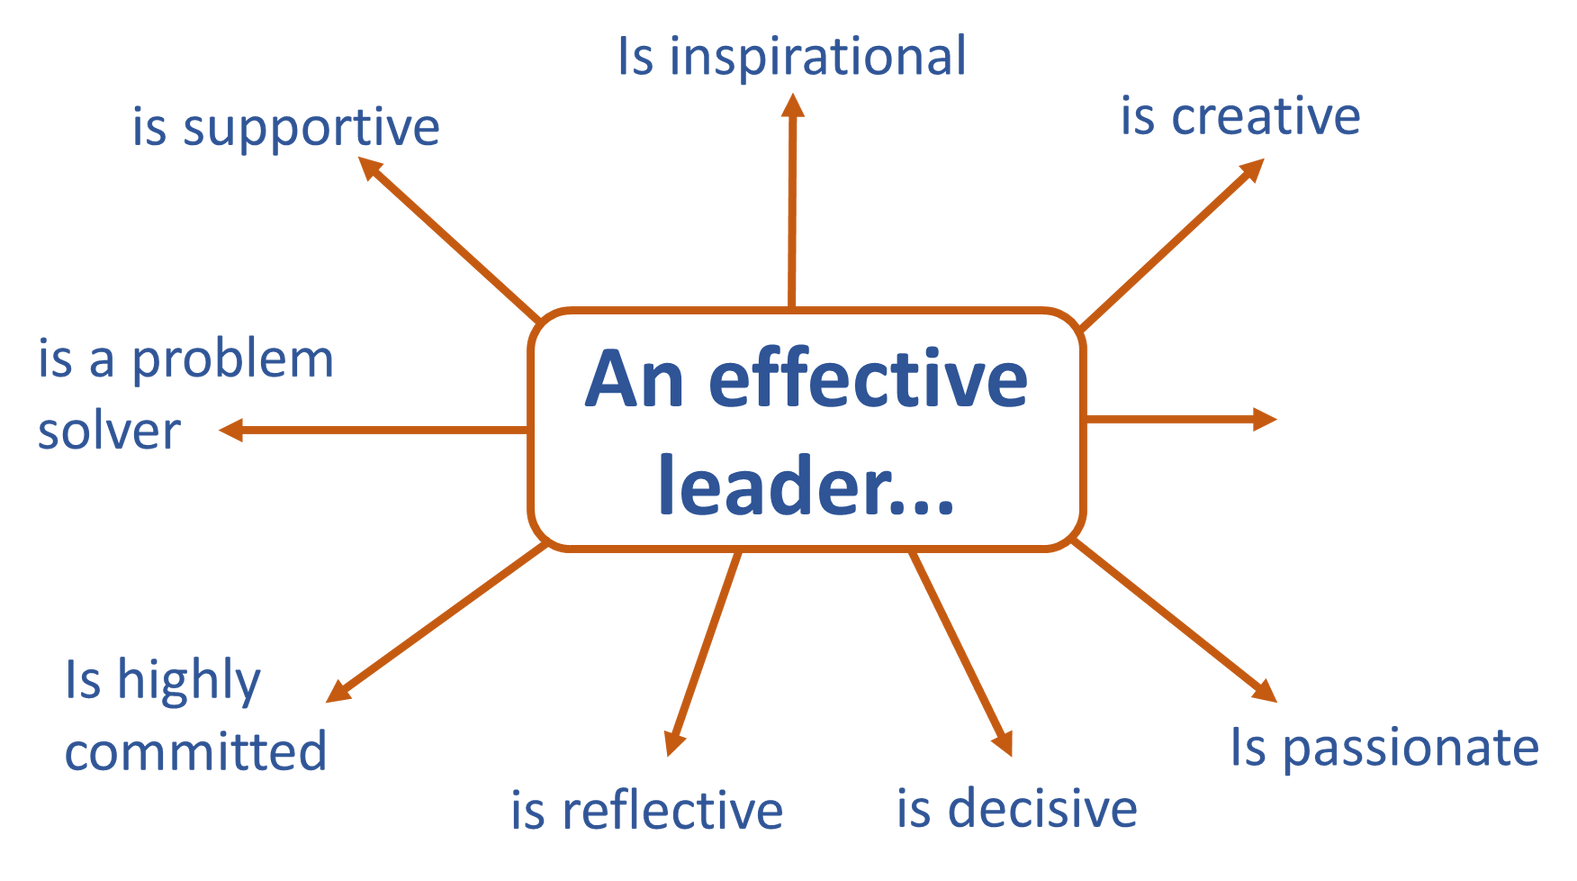 Is inspirational
is supportive
is creative
is a problem
solver
An effective
leader...
Is highly
committed
is reflective
is decisive
Is passionate